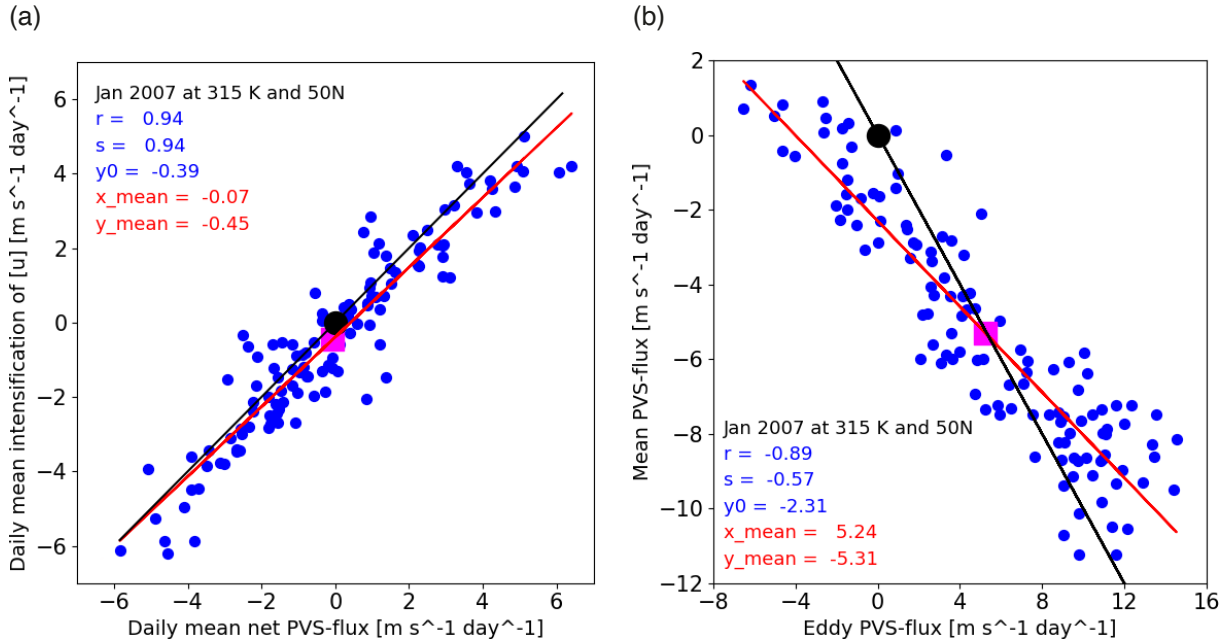 (a)
Daily mean intensification of [u] [m s^-1 day^-1]
6
4
2
0
−2
−4
−6
Jan 2007 at 315 K and 50N
r = 0.94
s = 0.94
y0 = -0.39
x_mean = -0.07
y_mean = -0.45
−6 −4 −2 0 2 4 6
Daily mean net PVS-flux [m s^-1 day^-1]
(b)
Mean PVS-flux [m s^-1 day^-1]
2
0
−2
−4
−6
−8
−10
−12
Jan 2007 at 315 K and 50N
r = -0.89
s = -0.57
y0 = -2.31
x_mean = 5.24
y_mean = -5.31
−8 −4 0 4 8 12 16
Eddy PVS-flux [m s^-1 day^-1]